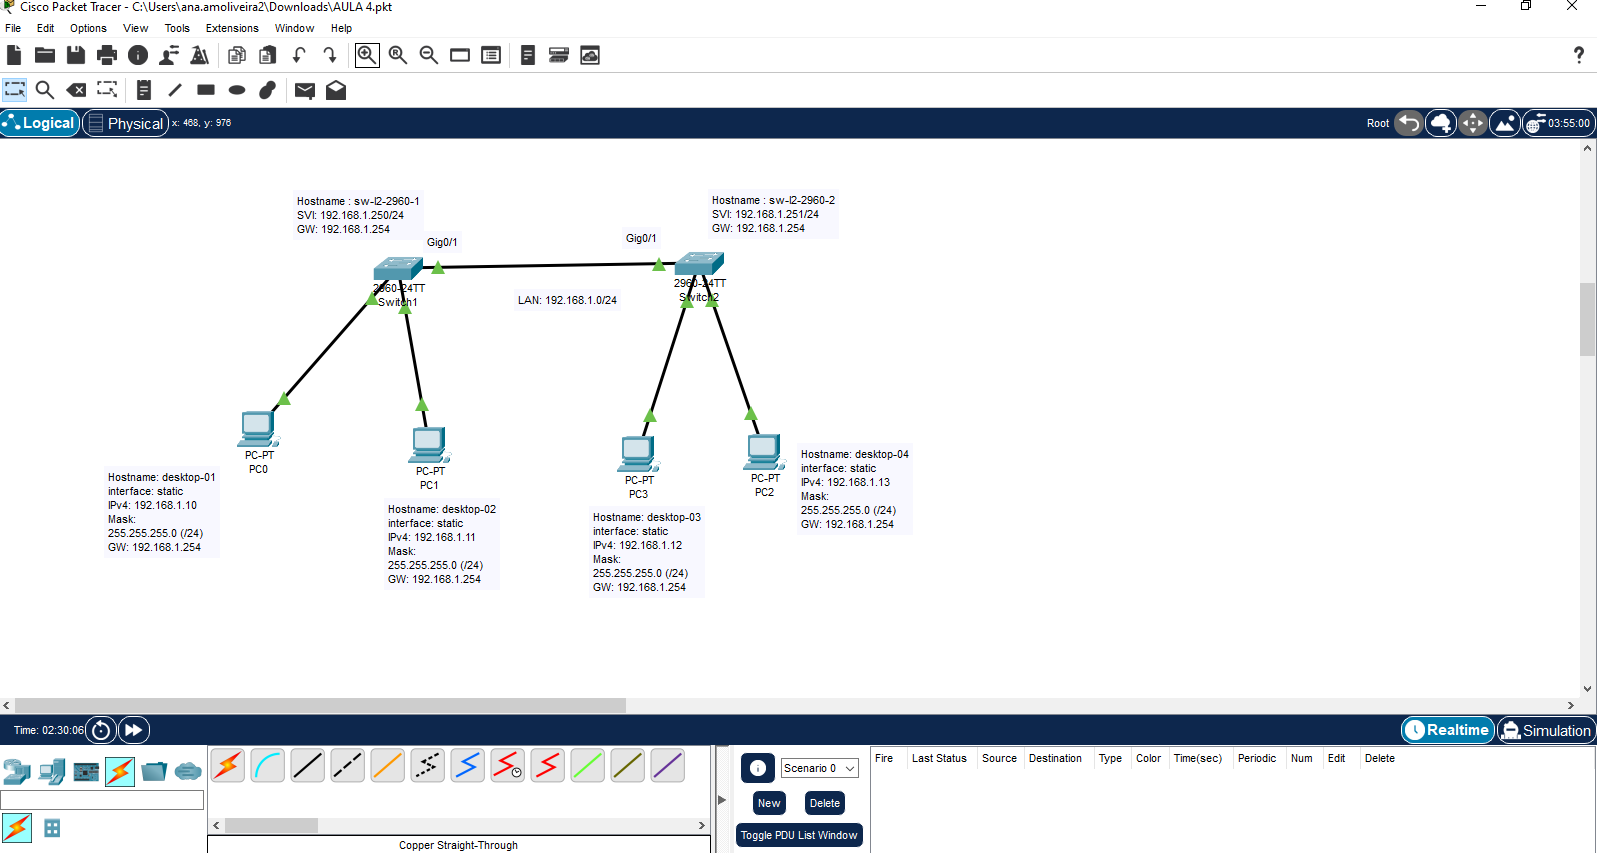 Cisco Packet Tracer - C:\Users\ana.amoliveira2\Downloads\AULA 4.pkt
File Edit Options View Tools Extensions Window Help
?
Logical Physical x: 468, y: 976 Root 03:55:00
Hostname : sw-l2-2960-1
SVI: 192.168.1.250/24
GW: 192.168.1.254
Hostname : sw-l2-2960-2
SVI: 192.168.1.251/24
GW: 192.168.1.254
Gig0/1
Gig0/1
2960-24TT
Switch1
2960-24TT
Switch2
LAN: 192.168.1.0/24
PC-PT
PC0
PC-PT
PC1
PC-PT
PC3
PC-PT
PC2
Hostname: desktop-01
interface: static
IPv4: 192.168.1.10
Mask:
255.255.255.0 (/24)
GW: 192.168.1.254
Hostname: desktop-02
interface: static
IPv4: 192.168.1.11
Mask:
255.255.255.0 (/24)
GW: 192.168.1.254
Hostname: desktop-03
interface: static
IPv4: 192.168.1.12
Mask:
255.255.255.0 (/24)
GW: 192.168.1.254
Hostname: desktop-04
interface: static
IPv4: 192.168.1.13
Mask:
255.255.255.0 (/24)
GW: 192.168.1.254
Time: 02:30:06 Realtime Simulation
Scenario 0
New Delete
Toggle PDU List Window
Fire Last Status Source Destination Type Color Time(sec) Periodic Num Edit Delete
Copper Straight-Through